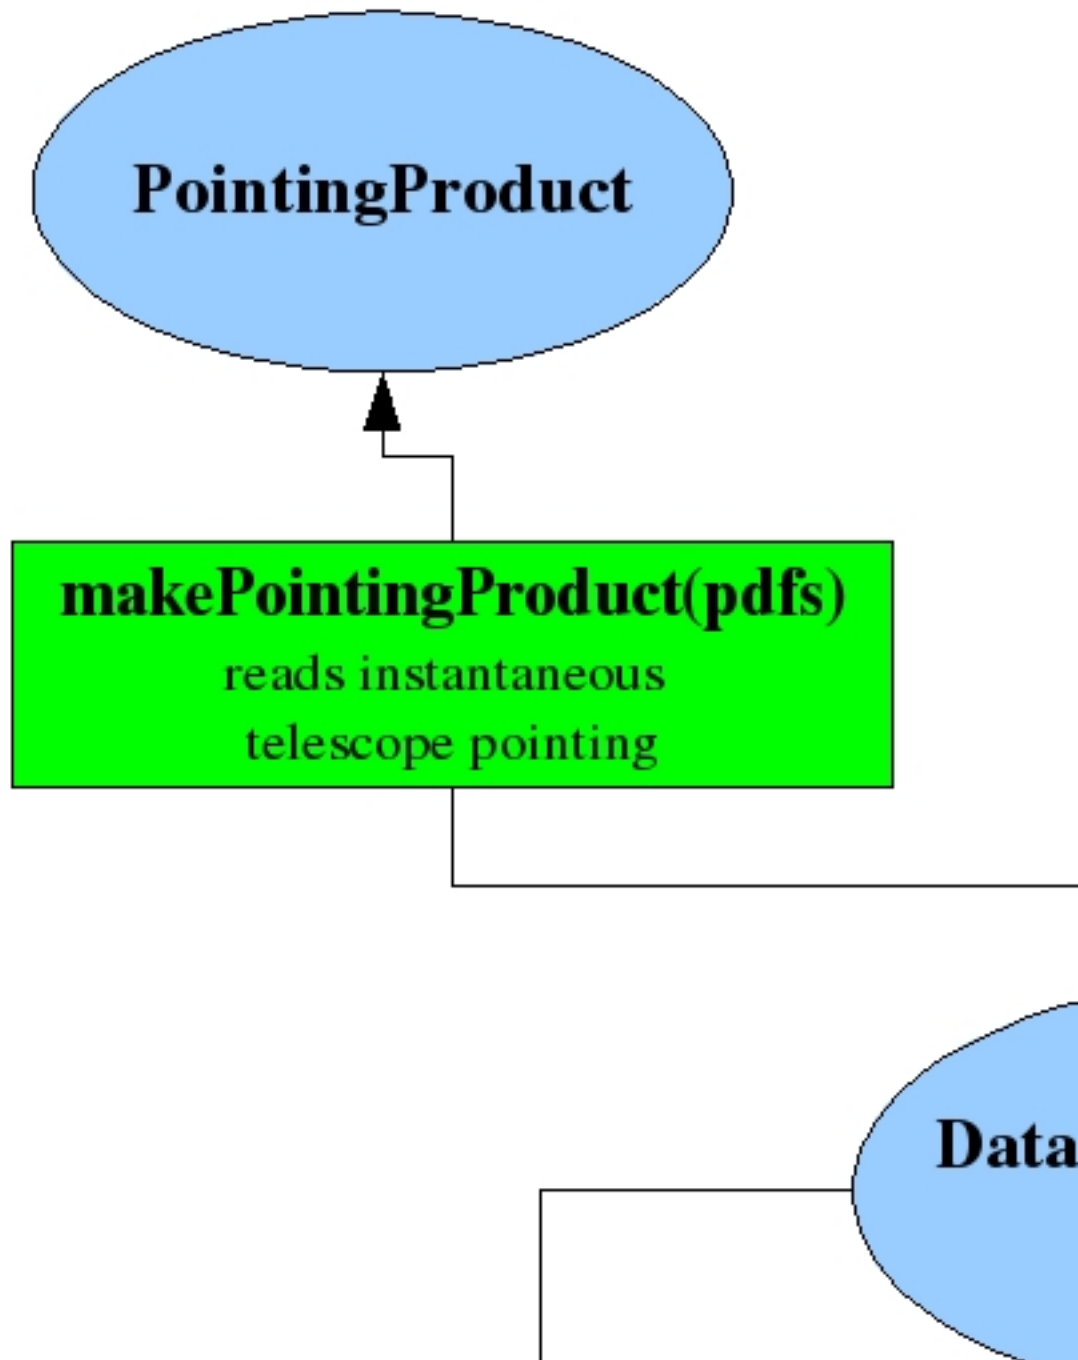 PointingProduct
makePointingProduct(pdfs)
reads instantaneous
telescope pointing
Data